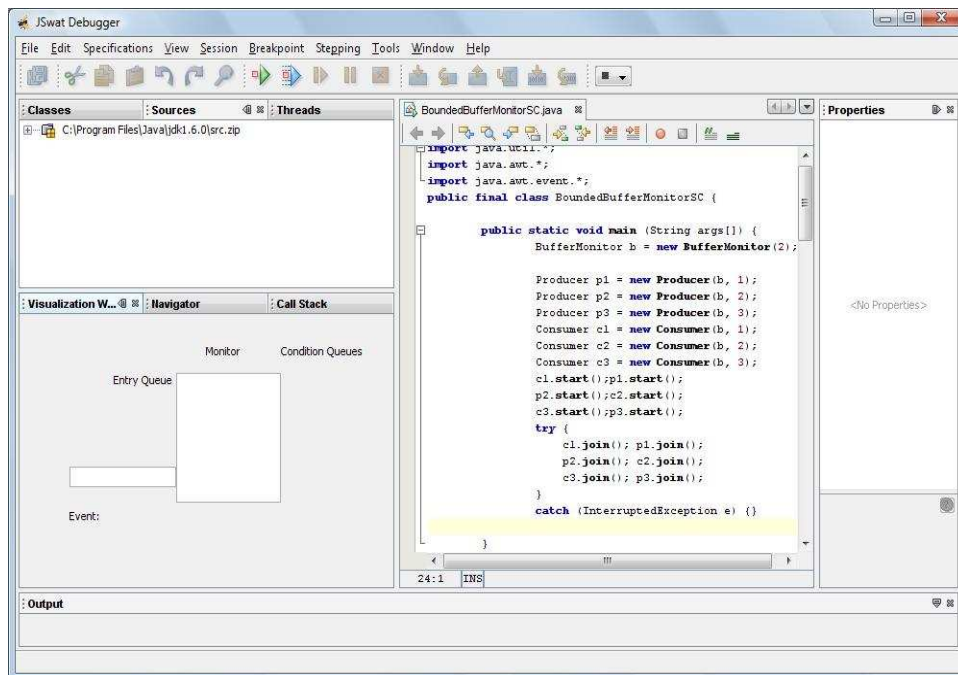 JSwat Debugger
File Edit Specifications View Session Breakpoint Stepping Tools Window Help
Classes Sources Threads
C:\Program Files\Java\jdk1.6.0\src.zip
Visualization W... Navigator Call Stack
Monitor Condition Queues
Entry Queue
Event:
BoundedBufferMonitorSC.java
import java.util.*;
import java.awt.*;
import java.awt.event.*;
public final class BoundedBufferMonitorSC {
public static void main (String args[]) {
BufferMonitor b = new BufferMonitor(2);
Producer p1 = new Producer(b, 1);
Producer p2 = new Producer(b, 2);
Producer p3 = new Producer(b, 3);
Consumer c1 = new Consumer(b, 1);
Consumer c2 = new Consumer(b, 2);
Consumer c3 = new Consumer(b, 3);
c1.start();p1.start();
p2.start();c2.start();
c3.start();p3.start();
try {
c1.join(); p1.join();
p2.join(); c2.join();
c3.join(); p3.join();
}
catch (InterruptedException e) {}
}
24:1 INS
Properties
<No Properties>
Output